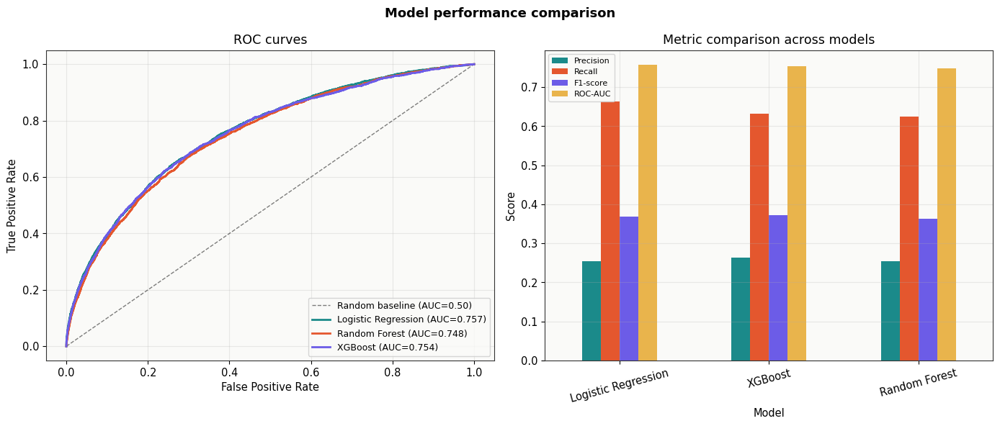 Model performance comparison
ROC curves
True Positive Rate
1.0
0.8
0.6
0.4
0.2
0.0
Random baseline (AUC=0.50)
Logistic Regression (AUC=0.757)
Random Forest (AUC=0.748)
XGBoost (AUC=0.754)
0.0 0.2 0.4 0.6 0.8 1.0
False Positive Rate
Metric comparison across models
Score
Precision
Recall
F1-score
ROC-AUC
0.7
0.6
0.5
0.4
0.3
0.2
0.1
0.0
Logistic Regression XGBoost Random Forest
Model